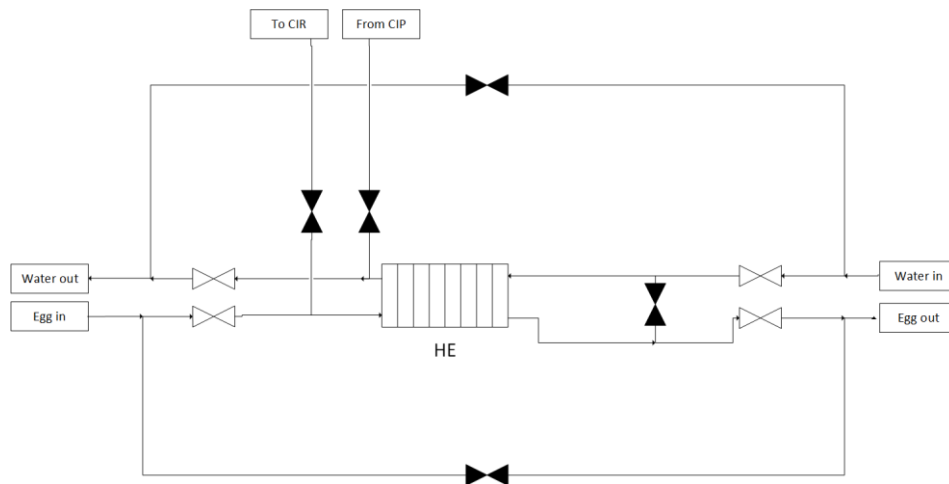 To CIR
From CIP
Water out
Water in
Egg in
Egg out
HE